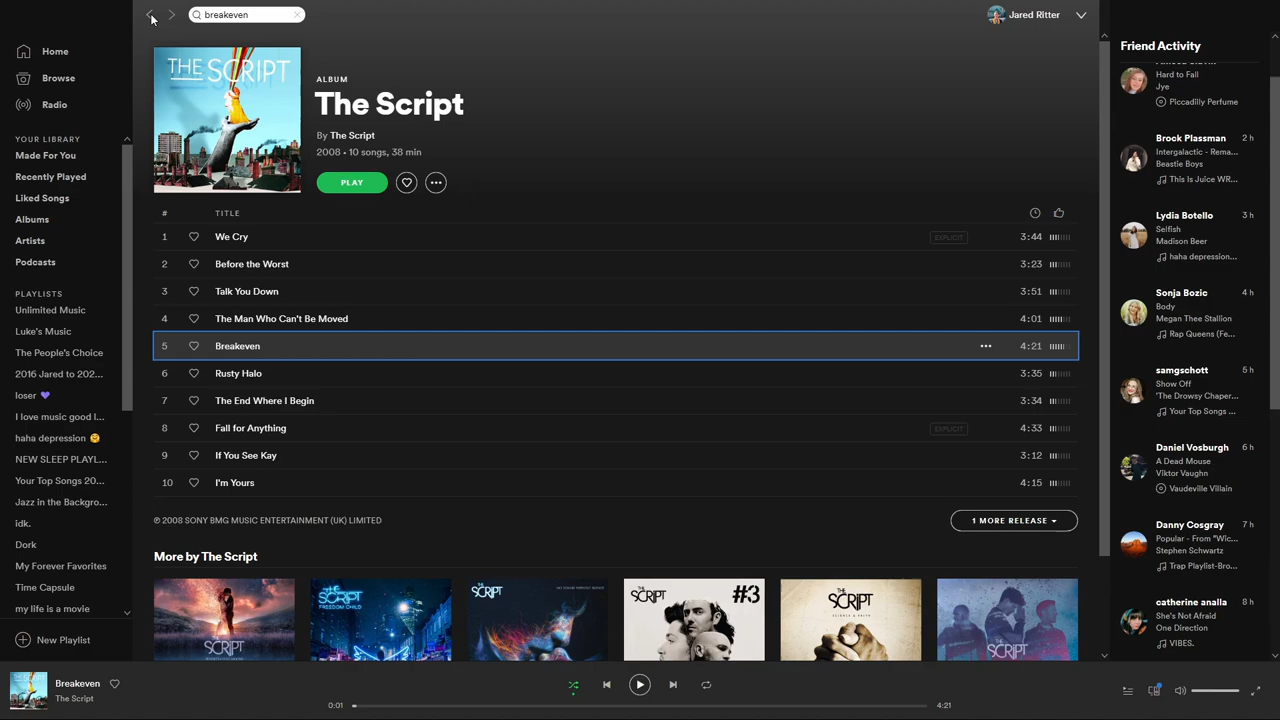 breakeven
Jared Ritter
Home
Browse
Radio
YOUR LIBRARY
Made For You
Recently Played
Liked Songs
Albums
Artists
Podcasts
PLAYLISTS
Unlimited Music
Luke's Music
The People's Choice
2016 Jared to 202...
loser 💜
I love music good l...
haha depression 🤗
NEW SLEEP PLAYL...
Your Top Songs 20...
Jazz in the Backgro...
idk.
Dork
My Forever Favorites
Time Capsule
my life is a movie
New Playlist
THE SCRIPT
ALBUM
The Script
By The Script
2008 • 10 songs, 38 min
PLAY
# TITLE
1 We Cry EXPLICIT 3:44
2 Before the Worst 3:23
3 Talk You Down 3:51
4 The Man Who Can't Be Moved 4:01
5 Breakeven 4:21
6 Rusty Halo 3:35
7 The End Where I Begin 3:34
8 Fall for Anything EXPLICIT 4:33
9 If You See Kay 3:12
10 I'm Yours 4:15
℗ 2008 SONY BMG MUSIC ENTERTAINMENT (UK) LIMITED
1 MORE RELEASE
More by The Script
THE SCRIPT
THE SCRIPT
FREEDOM CHILD
THE SCRIPT
THE SCRIPT #3
THE SCRIPT
SCIENCE & FAITH
THE SCRIPT
Friend Activity
Hard to Fall
Jye
Piccadilly Perfume
Brock Plassman 2 h
Intergalactic - Rema...
Beastie Boys
This Is Juice WR...
Lydia Botello 3 h
Selfish
Madison Beer
haha depression...
Sonja Bozic 4 h
Body
Megan Thee Stallion
Rap Queens (Fe...
samgschott 5 h
Show Off
'The Drowsy Chaper...
Your Top Songs ...
Daniel Vosburgh 6 h
A Dead Mouse
Viktor Vaughn
Vaudeville Villain
Danny Cosgray 7 h
Popular - From "Wic...
Stephen Schwartz
Trap Playlist-Bro...
catherine analla 8 h
She's Not Afraid
One Direction
VIBES.
Breakeven
The Script
0:01
4:21